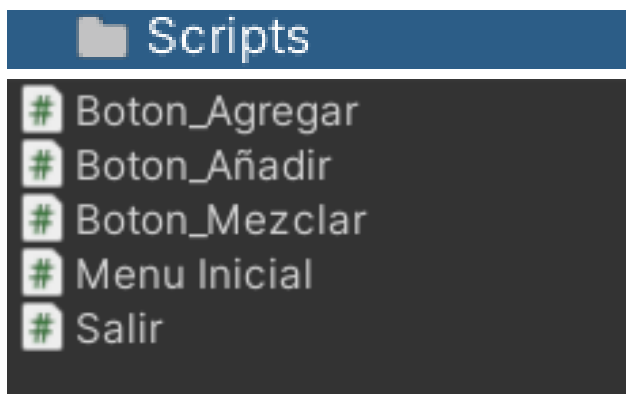 Scripts
# Boton_Agregar
# Boton_Añadir
# Boton_Mezclar
# Menu Inicial
# Salir